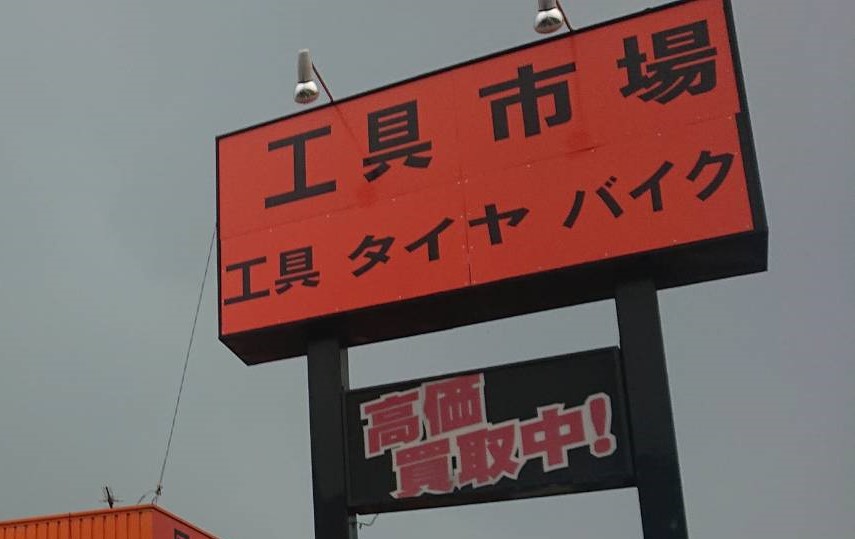 工具市場
工具 タイヤ バイク
高価
買取中!